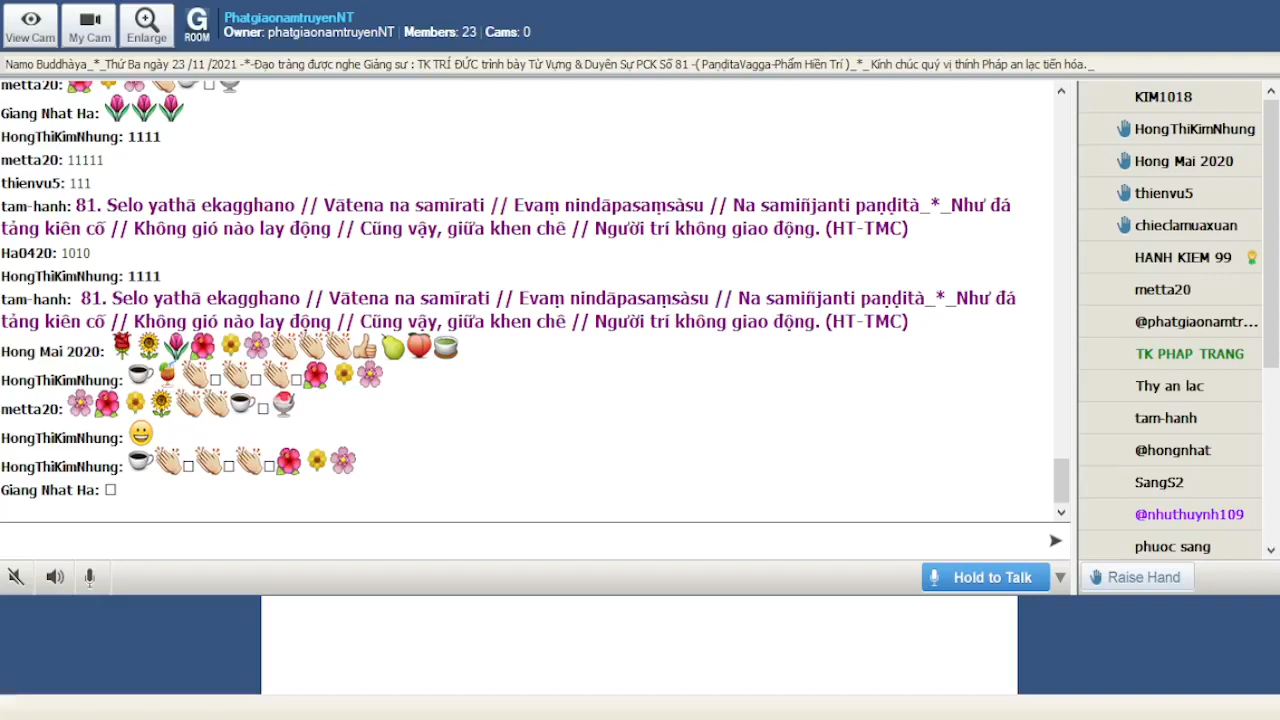 View Cam
My Cam
Enlarge
G
ROOM
PhatgiaonamtruyenNT
Owner: phatgiaonamtruyenNT | Members: 23 | Cams: 0
Namo Buddhàya_*_Thứ Ba ngày 23 /11 /2021 -*-Đạo tràng được nghe Giảng sư : TK TRÍ ĐỨC trình bày Từ Vựng & Duyên Sự PCK Số 81 -( PanditaVagga-Phẩm Hiền Trí )_*_ Kính chúc quý vị thính Pháp an lạc tiến hóa._
metta20:
Giang Nhat Ha:
HongThiKimNhung: 1111
metta20: 11111
thienvu5: 111
tam-hanh: 81. Selo yathā ekagghano // Vātena na samīrati // Evaṃ nindāpasaṃsàsu // Na samiñjanti paṇḍità_*_Như đá
tảng kiên cố // Không gió nào lay động // Cũng vậy, giữa khen chê // Người trí không giao động. (HT-TMC)
Ha0420: 1010
HongThiKimNhung: 1111
tam-hanh: 81. Selo yathā ekagghano // Vātena na samīrati // Evaṃ nindāpasaṃsàsu // Na samiñjanti paṇḍità_*_Như đá
tảng kiên cố // Không gió nào lay động // Cũng vậy, giữa khen chê // Người trí không giao động. (HT-TMC)
Hong Mai 2020:
HongThiKimNhung:
metta20:
HongThiKimNhung:
HongThiKimNhung:
Giang Nhat Ha:
Hold to Talk
KIM1018
HongThiKimNhung
Hong Mai 2020
thienvu5
chieclamuaxuan
HANH KIEM 99
metta20
@phatgiaonamtr...
TK PHAP TRANG
Thy an lac
tam-hanh
@hongnhat
SangS2
@nhuthuynh109
phuoc sang
Raise Hand